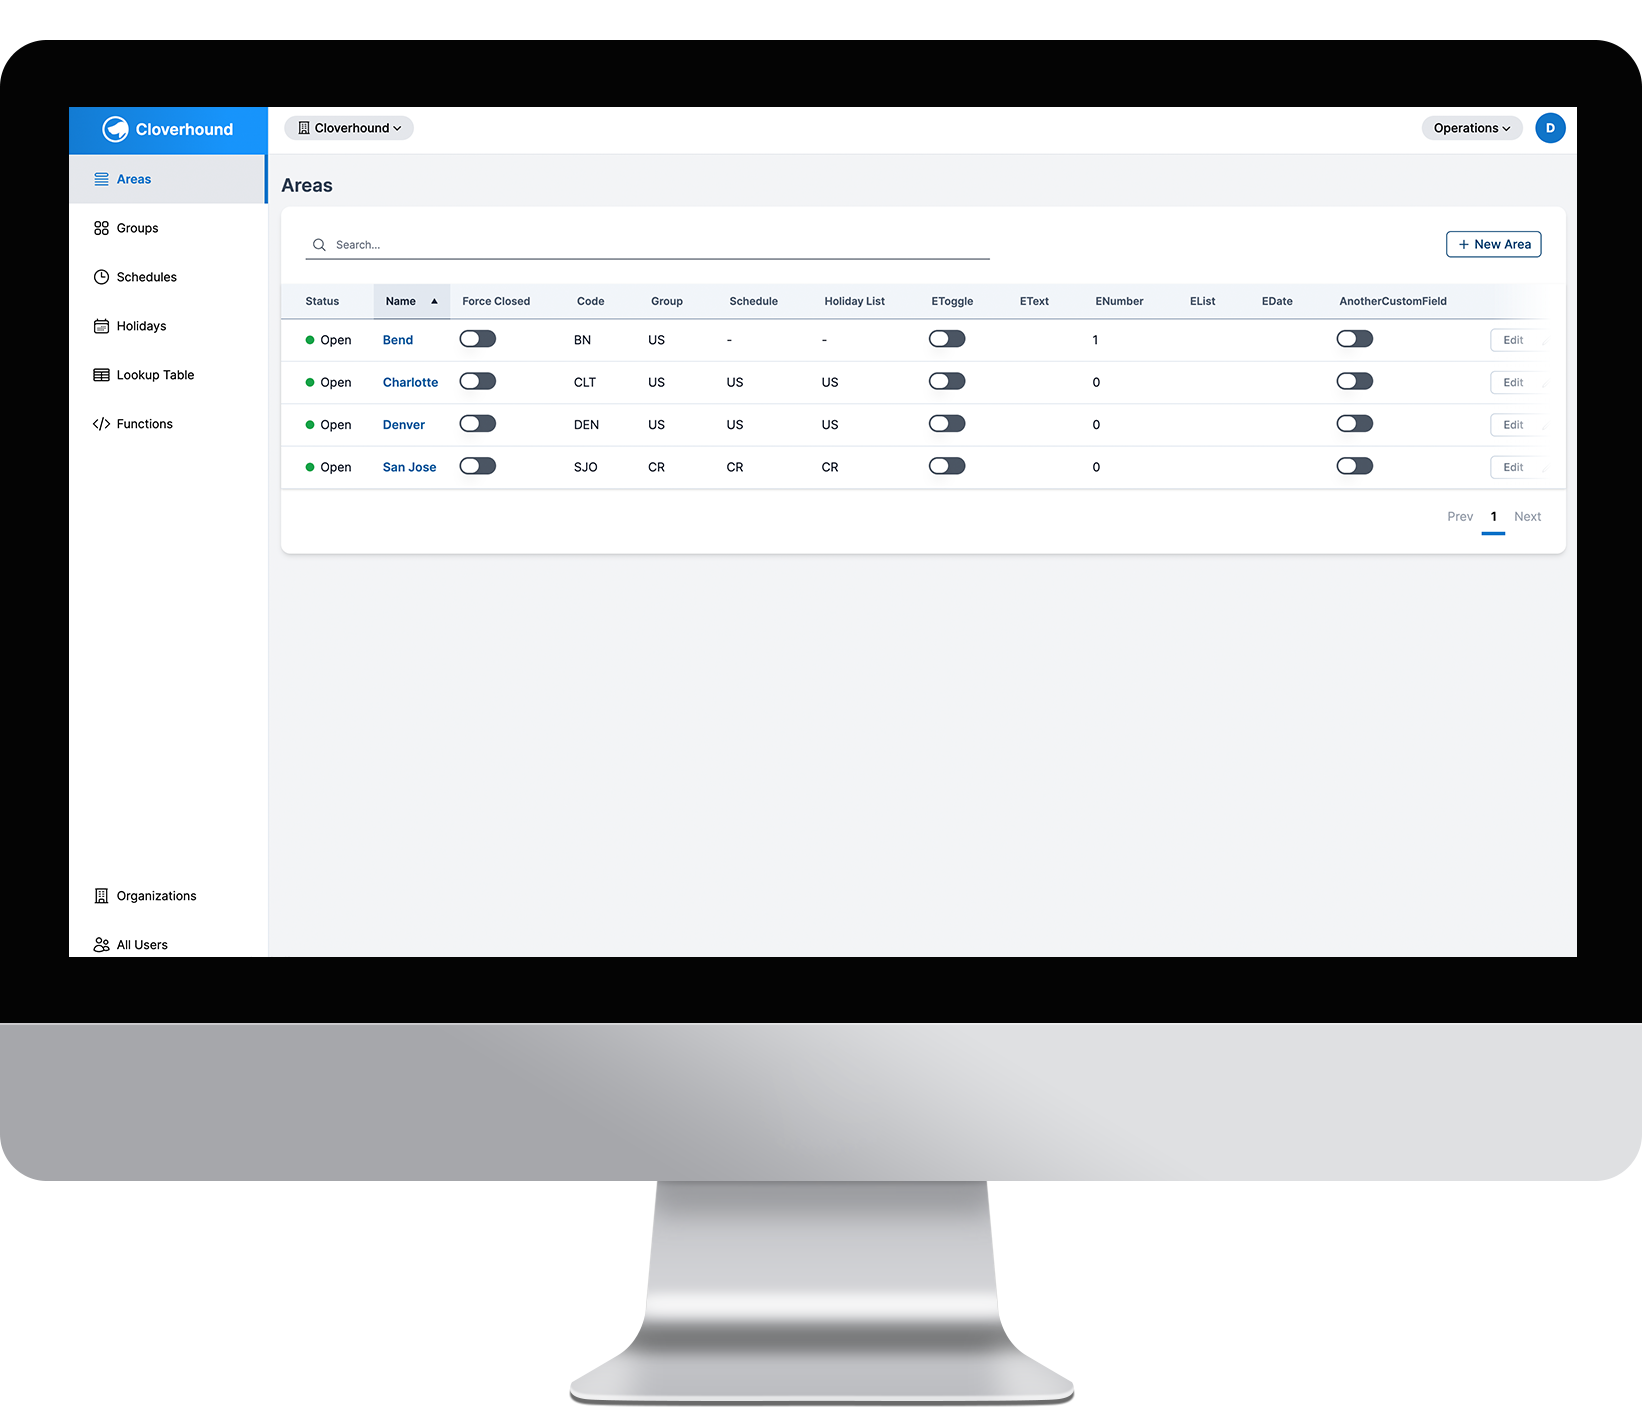 Cloverhound
Cloverhound
Operations
D
Areas
Groups
Schedules
Holidays
Lookup Table
Functions
Organizations
All Users
Areas
Search...
+ New Area
Status Name Force Closed Code Group Schedule Holiday List EToggle EText ENumber EList EDate AnotherCustomField
Open Bend BN US - - 1 Edit
Open Charlotte CLT US US US 0 Edit
Open Denver DEN US US US 0 Edit
Open San Jose SJO CR CR CR 0 Edit
Prev 1 Next